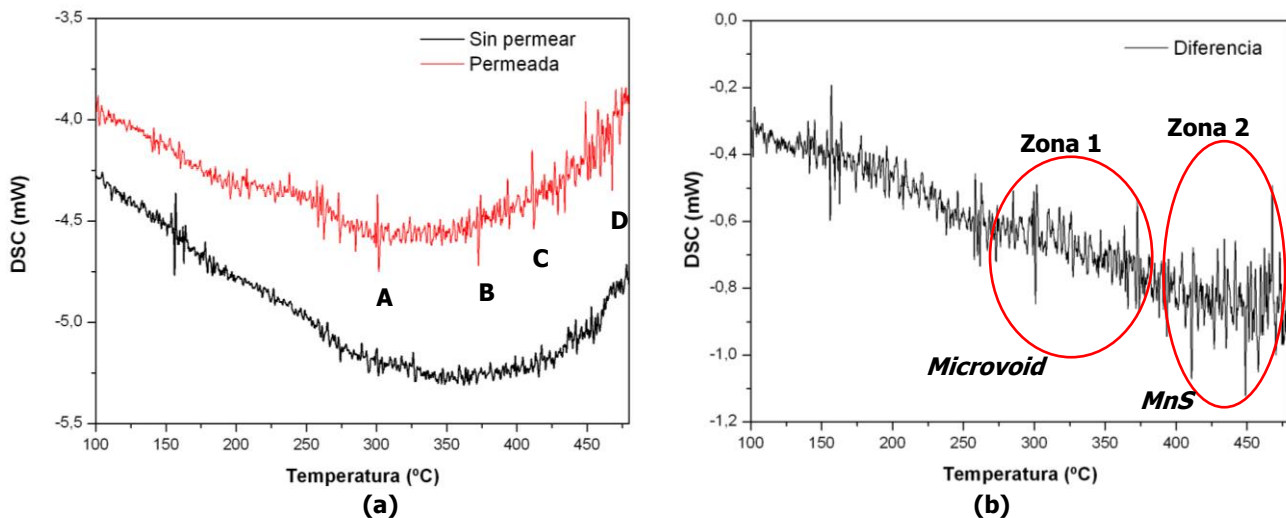 -3,5
-4,0
-4,5
-5,0
-5,5
DSC (mW)
Sin permear
Permeada
A
B
C
D
100 150 200 250 300 350 400 450
Temperatura (ºC)
(a)
0,0
-0,2
-0,4
-0,6
-0,8
-1,0
-1,2
DSC (mW)
Diferencia
Zona 1
Zona 2
Microvoid
MnS
100 150 200 250 300 350 400 450
Temperatura (ºC)
(b)